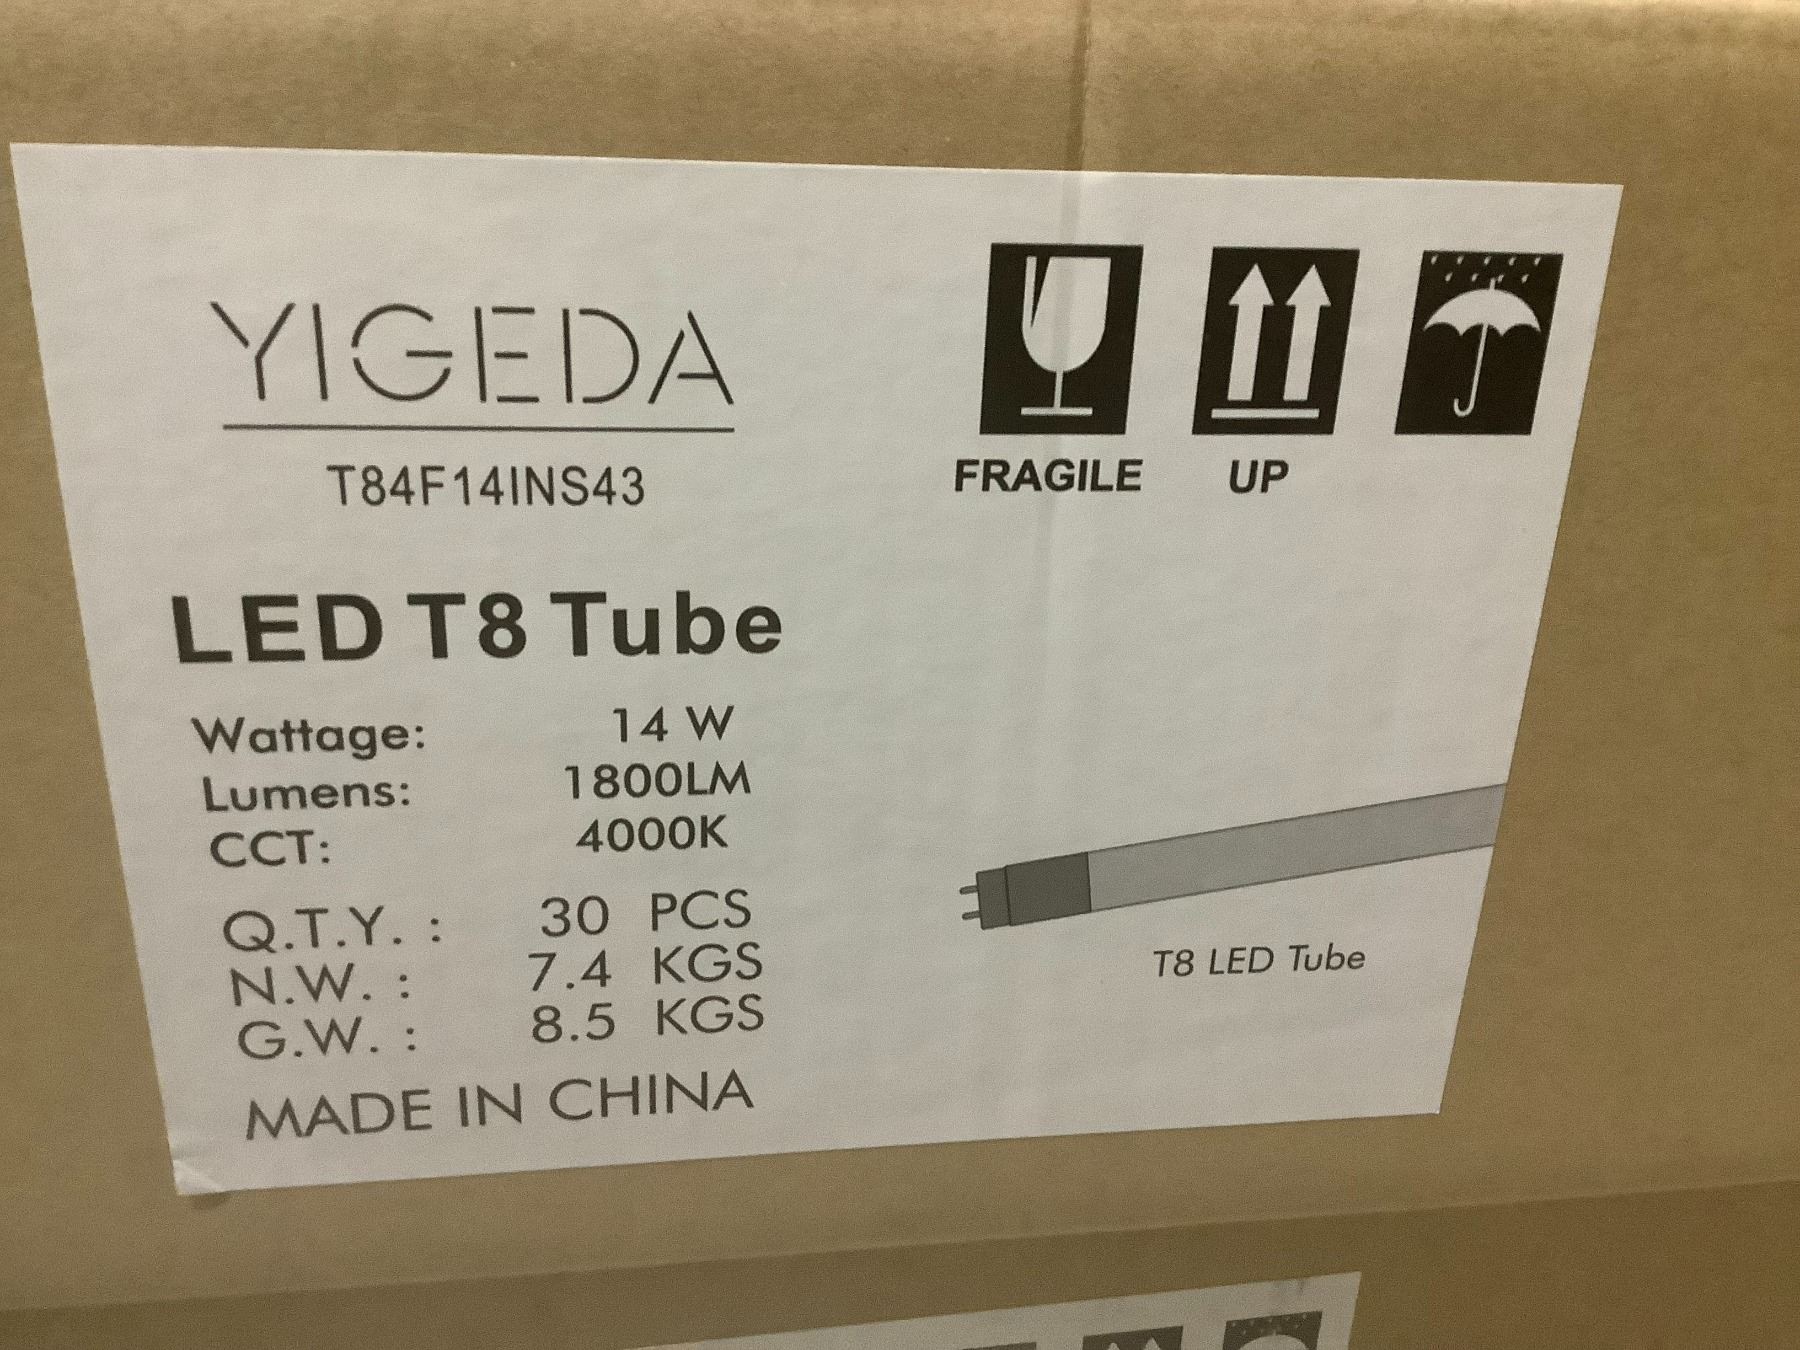 YIGEDA
T84F14INS43
FRAGILE
UP
LED T8 Tube
Wattage: 14 W
Lumens: 1800LM
CCT: 4000K
Q.T.Y. : 30 PCS
N.W. : 7.4 KGS
G.W. : 8.5 KGS
MADE IN CHINA
T8 LED Tube